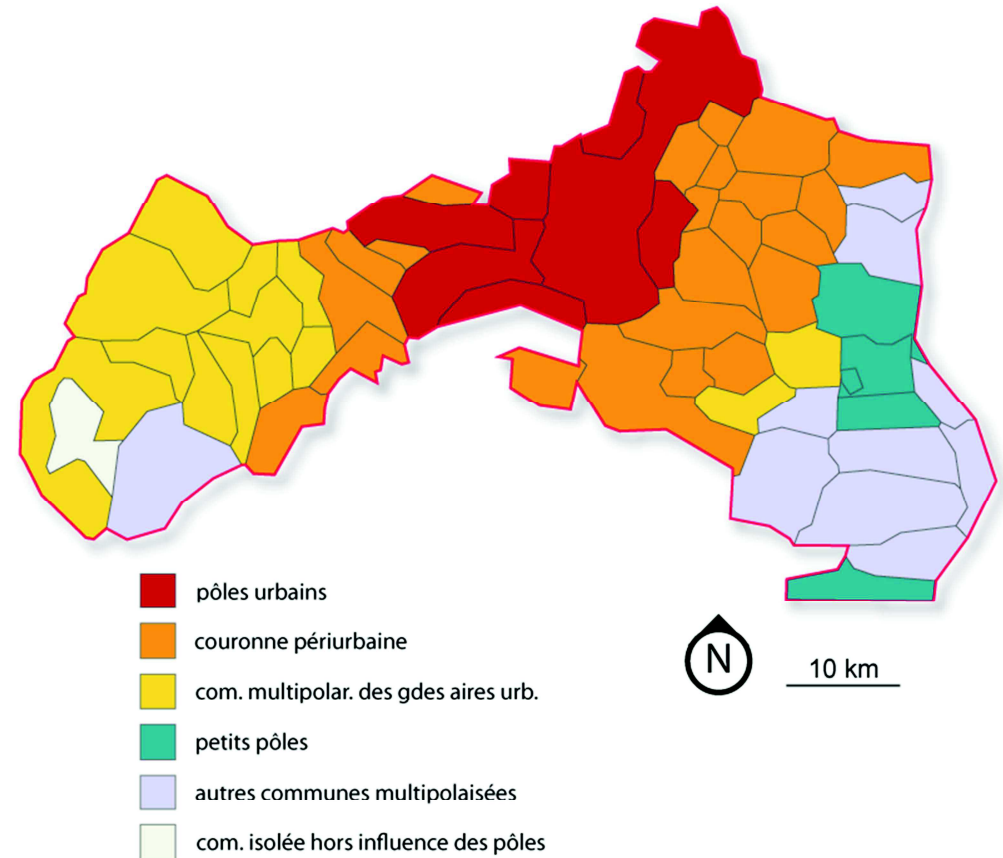 pôles urbains
couronne périurbaine
com. multipolar. des gdes aires urb.
petits pôles
autres communes multipolaisées
com. isolée hors influence des pôles
N
10 km